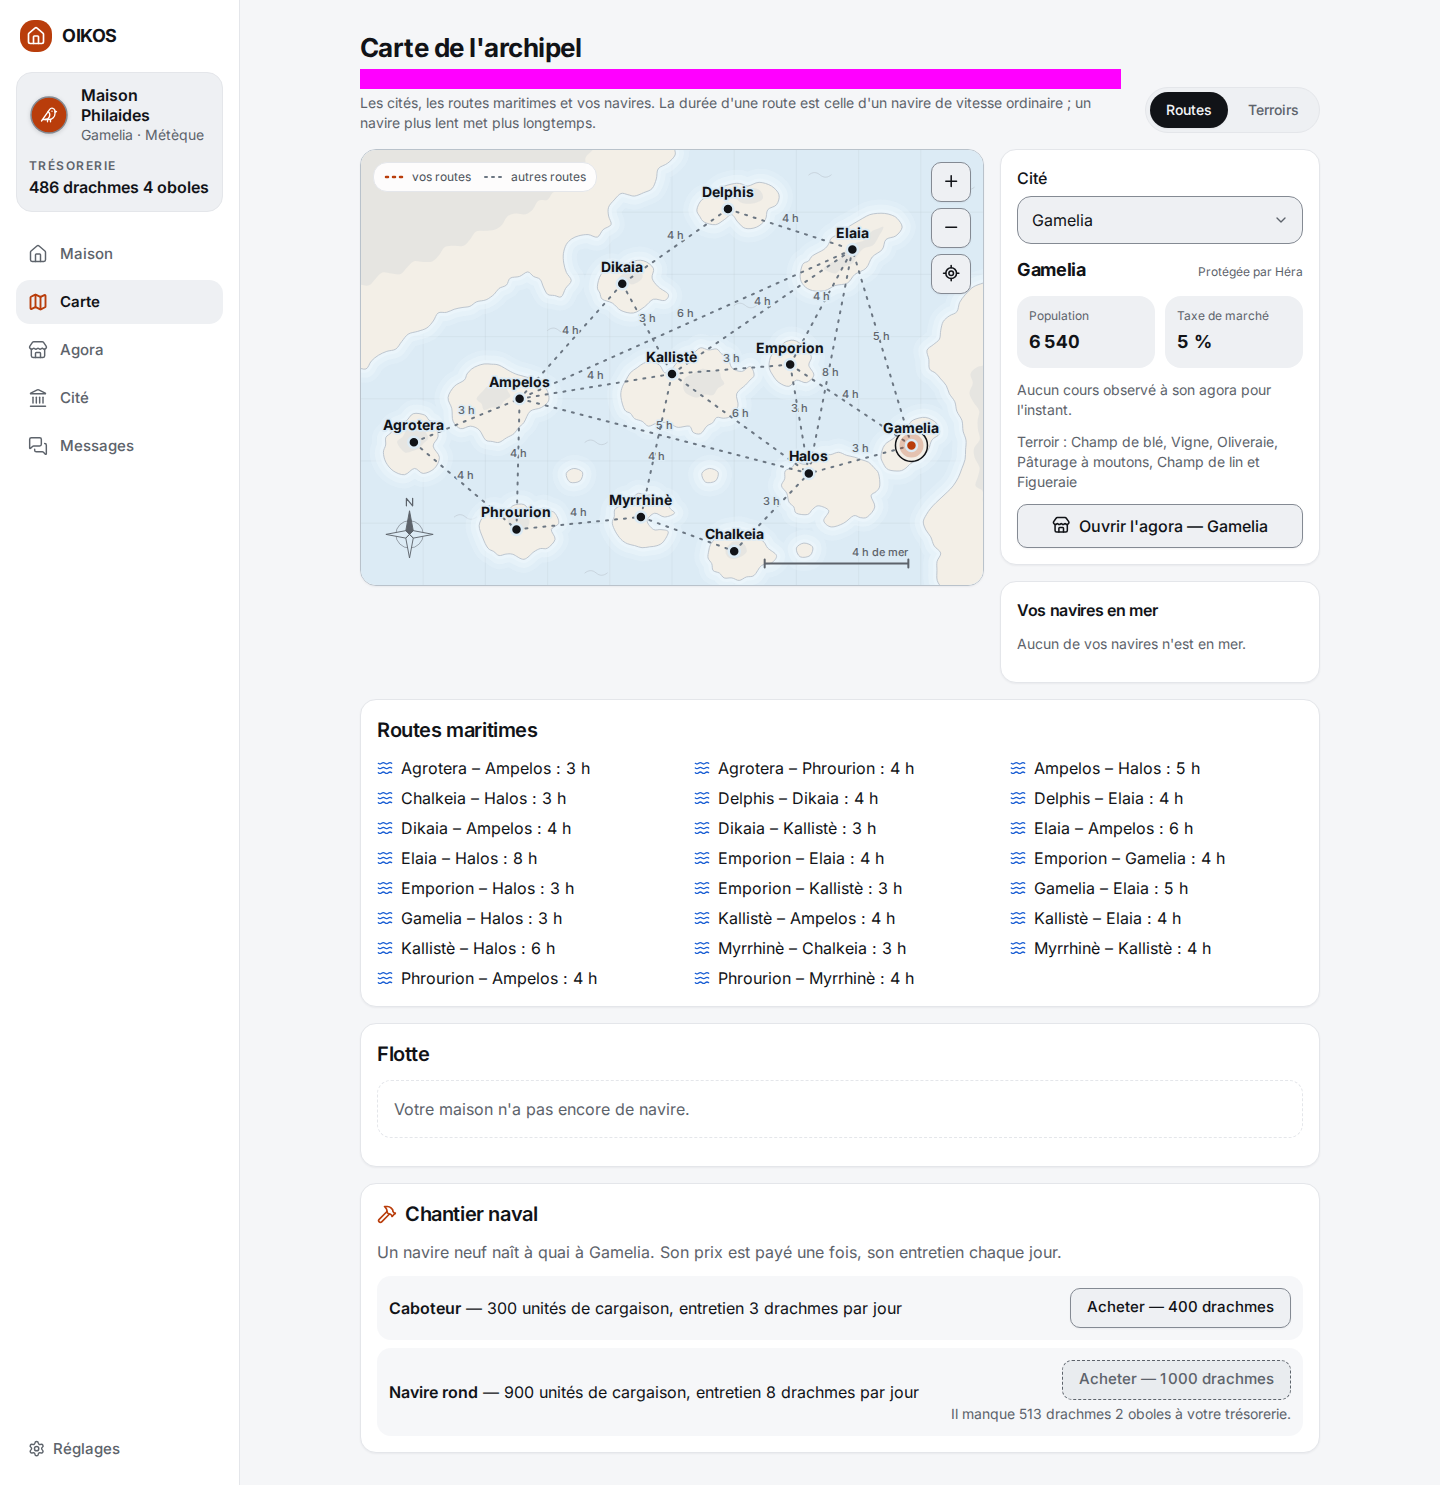 OIKOS
Maison
Philaides
Gamelia · Métèque
TRÉSORERIE
486 drachmes 4 oboles
Maison
Carte
Agora
Cité
Messages
Réglages
Carte de l'archipel
Les cités, les routes maritimes et vos navires. La durée d'une route est celle d'un navire de vitesse ordinaire ; un
navire plus lent met plus longtemps.
Routes
Terroirs
vos routes
autres routes
Delphis
4 h
4 h
Elaia
Dikaia
4 h
4 h
3 h
6 h
4 h
5 h
Kallistè
3 h
Emporion
Ampelos
4 h
8 h
4 h
3 h
6 h
3 h
Agrotera
5 h
Gamelia
4 h
4 h
Halos
3 h
4 h
N
Phrourion
4 h
Myrrhinè
3 h
Chalkeia
4 h de mer
Cité
Gamelia
Gamelia
Protégée par Héra
Population
6 540
Taxe de marché
5 %
Aucun cours observé à son agora pour
l'instant.
Terroir : Champ de blé, Vigne, Oliveraie,
Pâturage à moutons, Champ de lin et
Figueraie
Ouvrir l'agora — Gamelia
Vos navires en mer
Aucun de vos navires n'est en mer.
Routes maritimes
Agrotera – Ampelos : 3 h
Agrotera – Phrourion : 4 h
Ampelos – Halos : 5 h
Chalkeia – Halos : 3 h
Delphis – Dikaia : 4 h
Delphis – Elaia : 4 h
Dikaia – Ampelos : 4 h
Dikaia – Kallistè : 3 h
Elaia – Ampelos : 6 h
Elaia – Halos : 8 h
Emporion – Elaia : 4 h
Emporion – Gamelia : 4 h
Emporion – Halos : 3 h
Emporion – Kallistè : 3 h
Gamelia – Elaia : 5 h
Gamelia – Halos : 3 h
Kallistè – Ampelos : 4 h
Kallistè – Elaia : 4 h
Kallistè – Halos : 6 h
Myrrhinè – Chalkeia : 3 h
Myrrhinè – Kallistè : 4 h
Phrourion – Ampelos : 4 h
Phrourion – Myrrhinè : 4 h
Flotte
Votre maison n'a pas encore de navire.
Chantier naval
Un navire neuf naît à quai à Gamelia. Son prix est payé une fois, son entretien chaque jour.
Caboteur — 300 unités de cargaison, entretien 3 drachmes par jour
Acheter — 400 drachmes
Navire rond — 900 unités de cargaison, entretien 8 drachmes par jour
Acheter — 1000 drachmes
Il manque 513 drachmes 2 oboles à votre trésorerie.